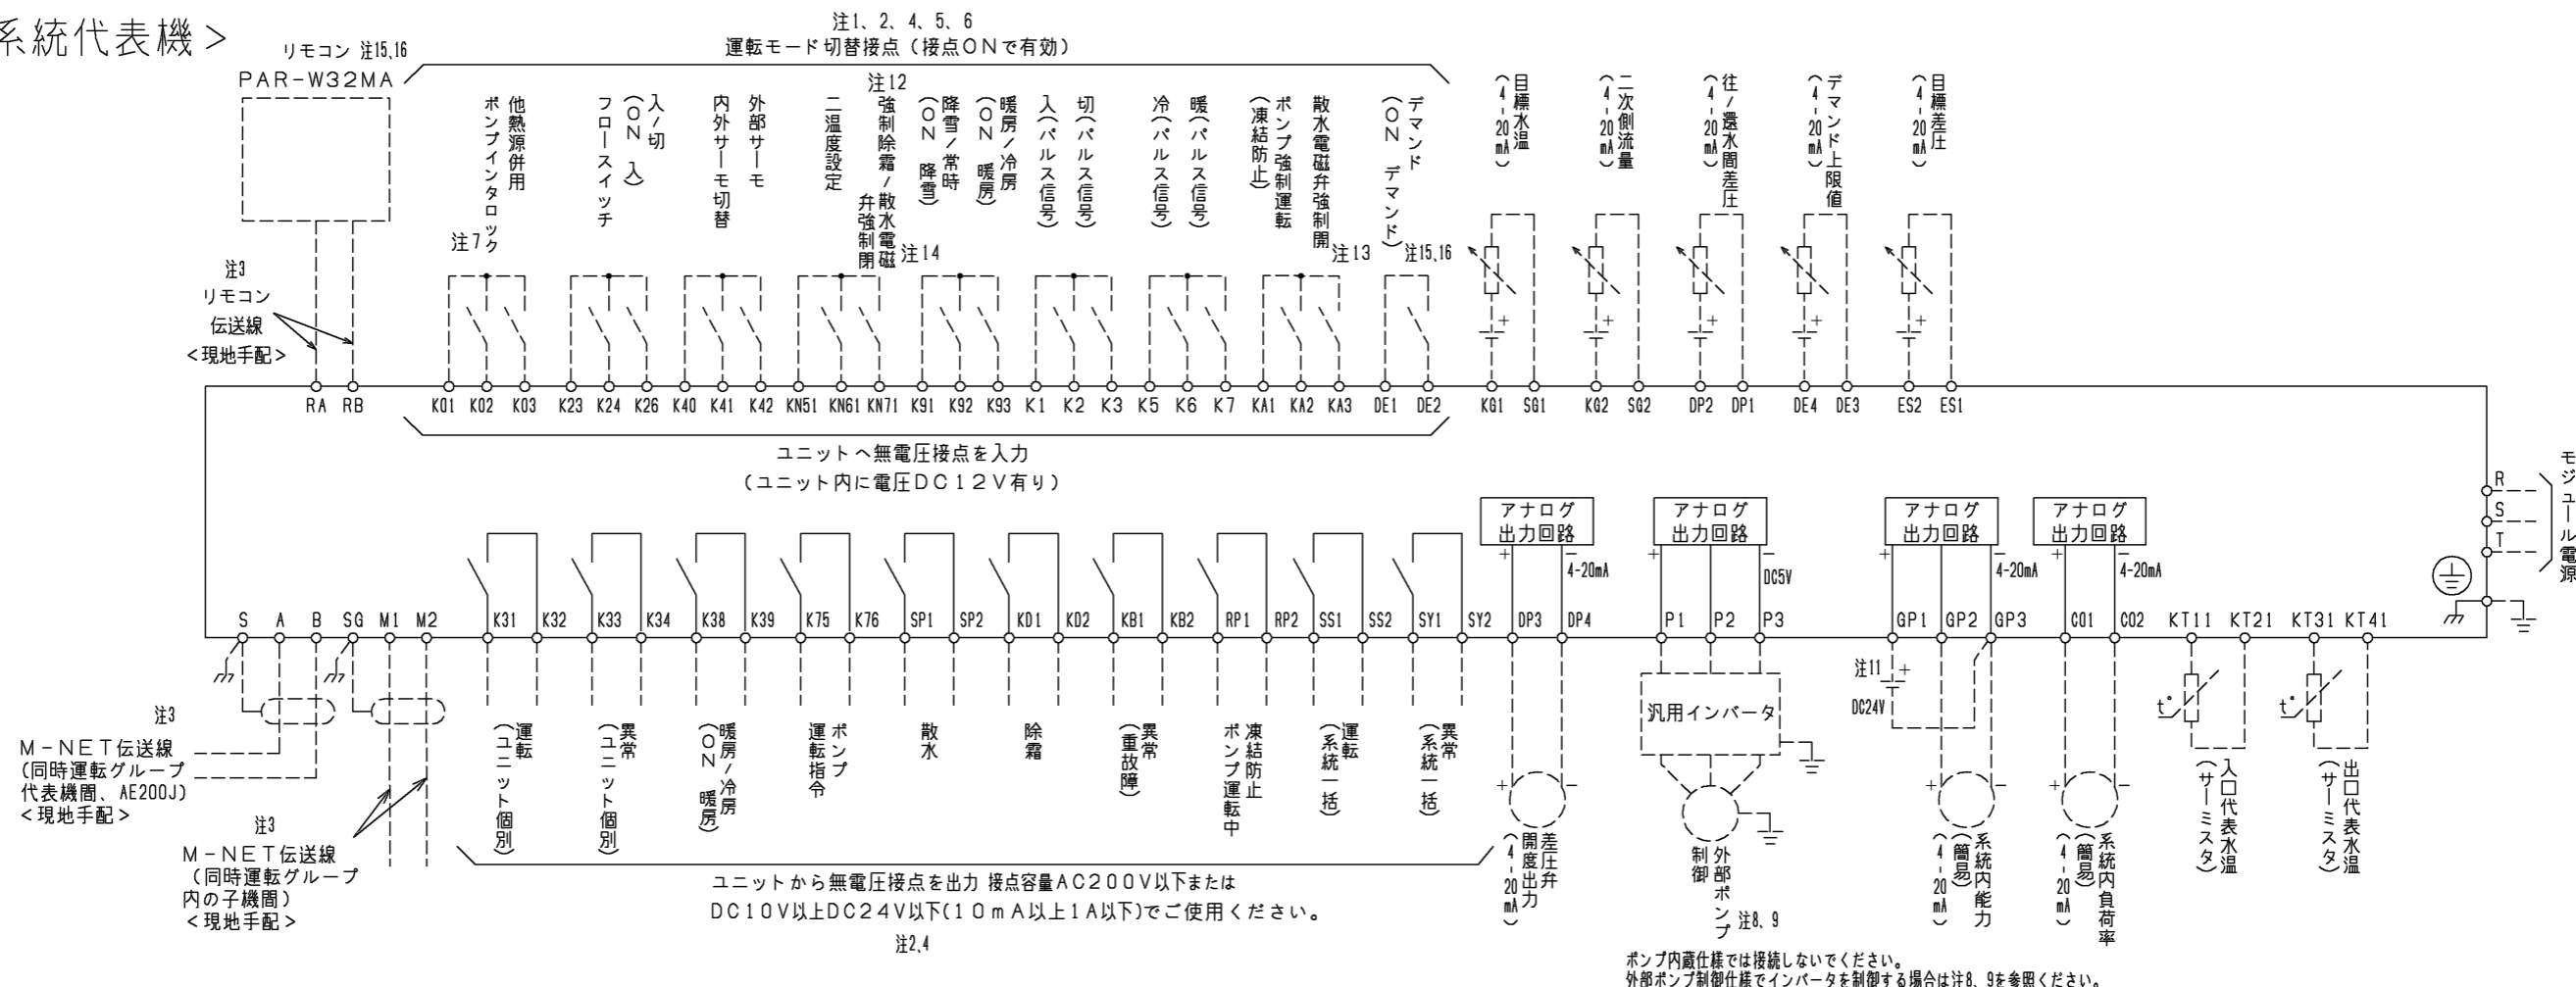 系統代表機＞
リモコン 注15,16
PAR-W32MA
注1、2、4、5、6
運転モード切替接点（接点ＯＮで有効）
他熱源併用
ポンプインタロック
注7
入/切
（ＯＮ 入）
フロースイッチ
外部サーモ
内外サーモ切替
二温度設定
注12
強制除霜/散水電磁
弁強制閉
注14
暖房/冷房
（ＯＮ 暖房）
降雪/常時
（ＯＮ 降雪）
切（パルス信号）
入（パルス信号）
暖（パルス信号）
冷（パルス信号）
散水電磁弁強制開
ポンプ強制運転
（凍結防止）
注13
デマンド
（ＯＮ デマンド）
注15,16
目標水温
（4-20mA）
二次側流量
（4-20mA）
往/還水間差圧
（4-20mA）
デマンド上限値
（4-20mA）
目標差圧
（4-20mA）
+ + + + +
注3
リモコン
伝送線
＜現地手配＞
RA RB K01 K02 K03 K23 K24 K26 K40 K41 K42 KN51 KN61 KN71 K91 K92 K93 K1 K2 K3 K5 K6 K7 KA1 KA2 KA3 DE1 DE2 KG1 SG1 KG2 SG2 DP2 DP1 DE4 DE3 ES2 ES1
ユニットへ無電圧接点を入力
（ユニット内に電圧ＤＣ１２Ｖ有り）
モジュール電源
R
S
T
アナログ
出力回路
+ −
4-20mA
アナログ
出力回路
+ −
DC5V
アナログ
出力回路
+ −
4-20mA
アナログ
出力回路
+ −
4-20mA
S A B SG M1 M2 K31 K32 K33 K34 K38 K39 K75 K76 SP1 SP2 KD1 KD2 KB1 KB2 RP1 RP2 SS1 SS2 SY1 SY2 DP3 DP4 P1 P2 P3 GP1 GP2 GP3 CO1 CO2 KT11 KT21 KT31 KT41
注3
Ｍ－ＮＥＴ伝送線
（同時運転グループ
代表機間、AE200J）
＜現地手配＞
注3
Ｍ－ＮＥＴ伝送線
（同時運転グループ
内の子機間）
＜現地手配＞
運転
（ユニット個別）
異常
（ユニット個別）
暖房/冷房
（ＯＮ 暖房）
ポンプ
運転指令
散水
除霜
異常
（重故障）
凍結防止
ポンプ運転中
運転
（系統一括）
異常
（系統一括）
ユニットから無電圧接点を出力 接点容量ＡＣ２００Ｖ以下または
ＤＣ１０Ｖ以上ＤＣ２４Ｖ以下(１０ｍＡ以上１Ａ以下)でご使用ください。
注2,4
+ −
差圧弁
開度出力
（4-20mA）
汎用インバータ
外部ポンプ
制御
注8、9
注11
+
DC24V
+ −
系統内能力
（簡易）
（4-20mA）
+ −
系統内負荷率
（簡易）
（4-20mA）
t°
入口代表水温
（サーミスタ）
t°
出口代表水温
（サーミスタ）
ポンプ内蔵仕様では接続しないでください。
外部ポンプ制御仕様でインバータを制御する場合は注8、9を参照ください。